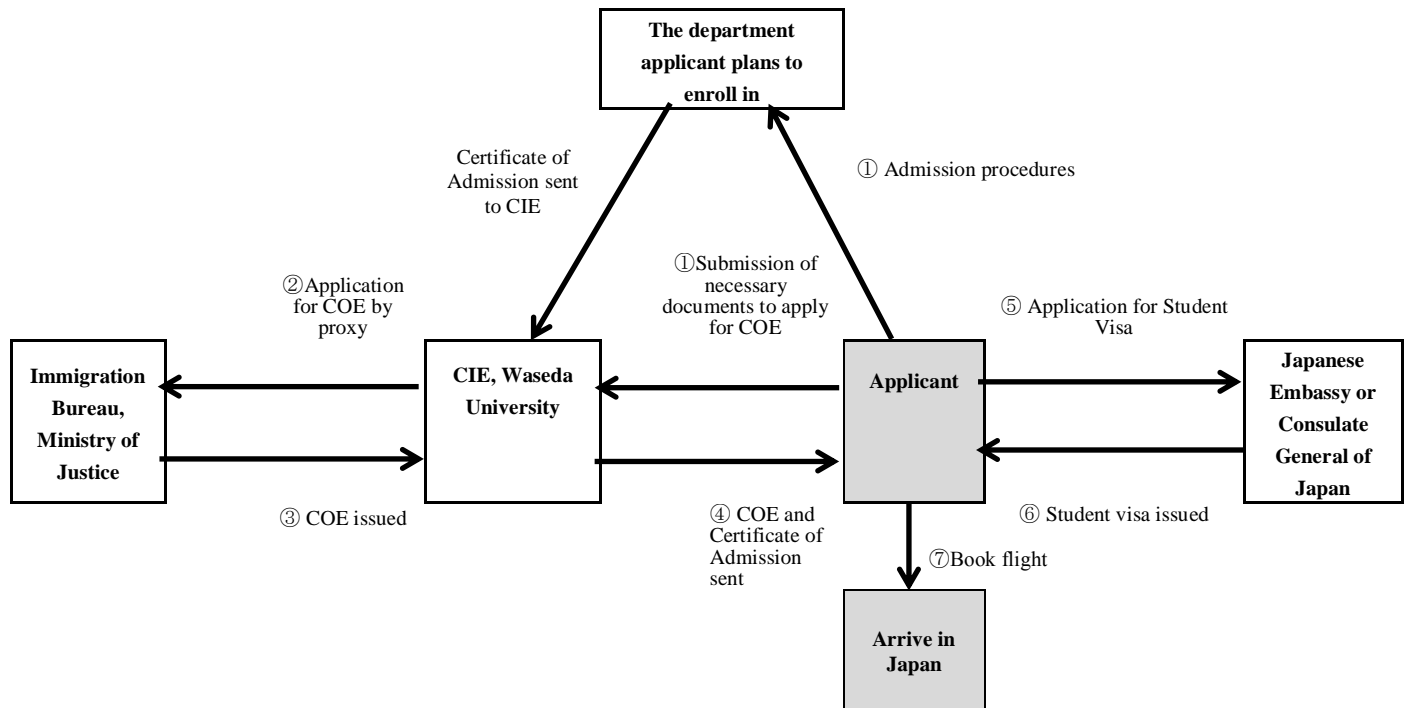 The department
applicant plans to
enroll in
Certificate of
Admission sent
to CIE
① Admission procedures
②Application
for COE by
proxy
①Submission of
necessary
documents to apply
for COE
⑤ Application for Student
Visa
Immigration
Bureau,
Ministry of
Justice
CIE, Waseda
University
Applicant
Japanese
Embassy or
Consulate
General of
Japan
③ COE issued
④ COE and
Certificate of
Admission
sent
⑥ Student visa issued
⑦Book flight
Arrive in
Japan